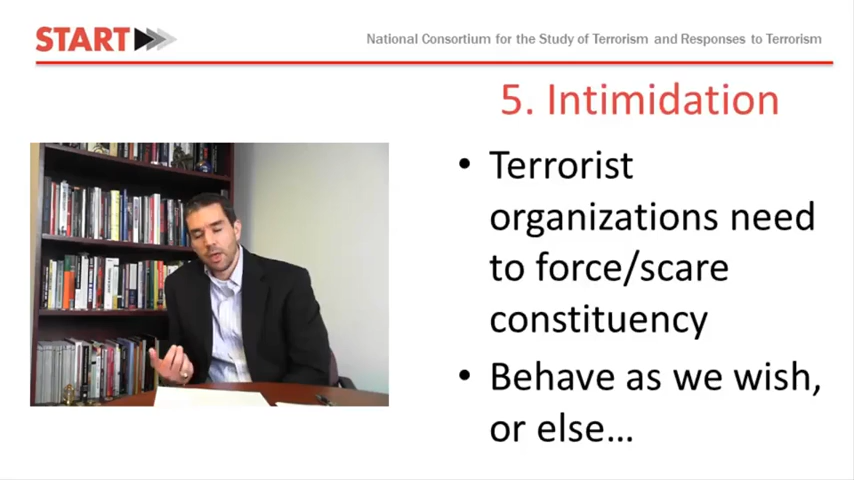 START
National Consortium for the Study of Terrorism and Responses to Terrorism
5. Intimidation
• Terrorist
organizations need
to force/scare
constituency
• Behave as we wish,
or else…